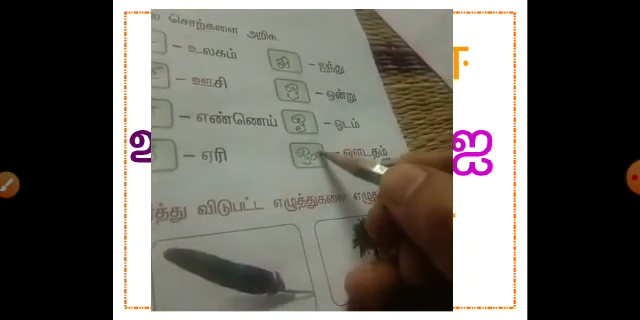 சொற்களை அறிக.
– உலகம்
ஐ – ஐந்து
– ஊசி
ஒ – ஒன்று
– எண்ணெய்
ஓ – ஓடம்
– ஏரி
ஔ – ஔடதம்
விடுபட்ட எழுத்துகளை
ஐ